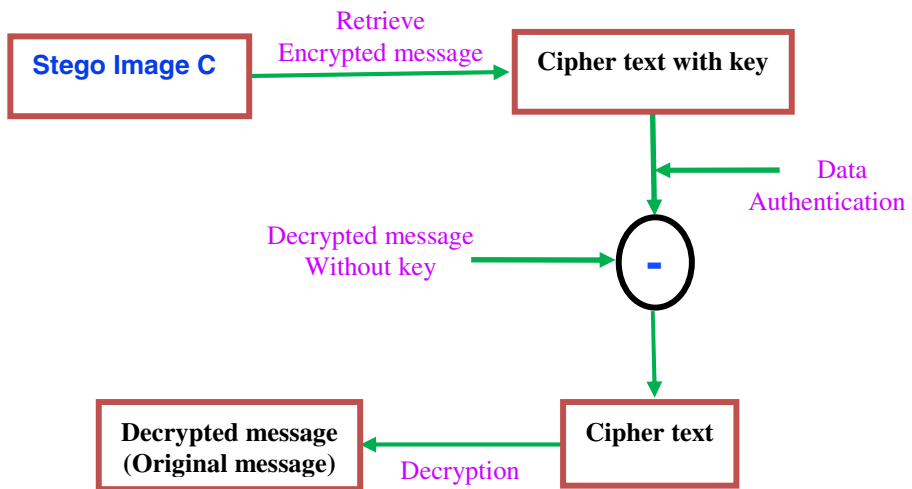 Retrieve
Encrypted message
Stego Image C
Cipher text with key
Data
Authentication
Decrypted message
Without key
-
Decrypted message
(Original message)
Cipher text
Decryption